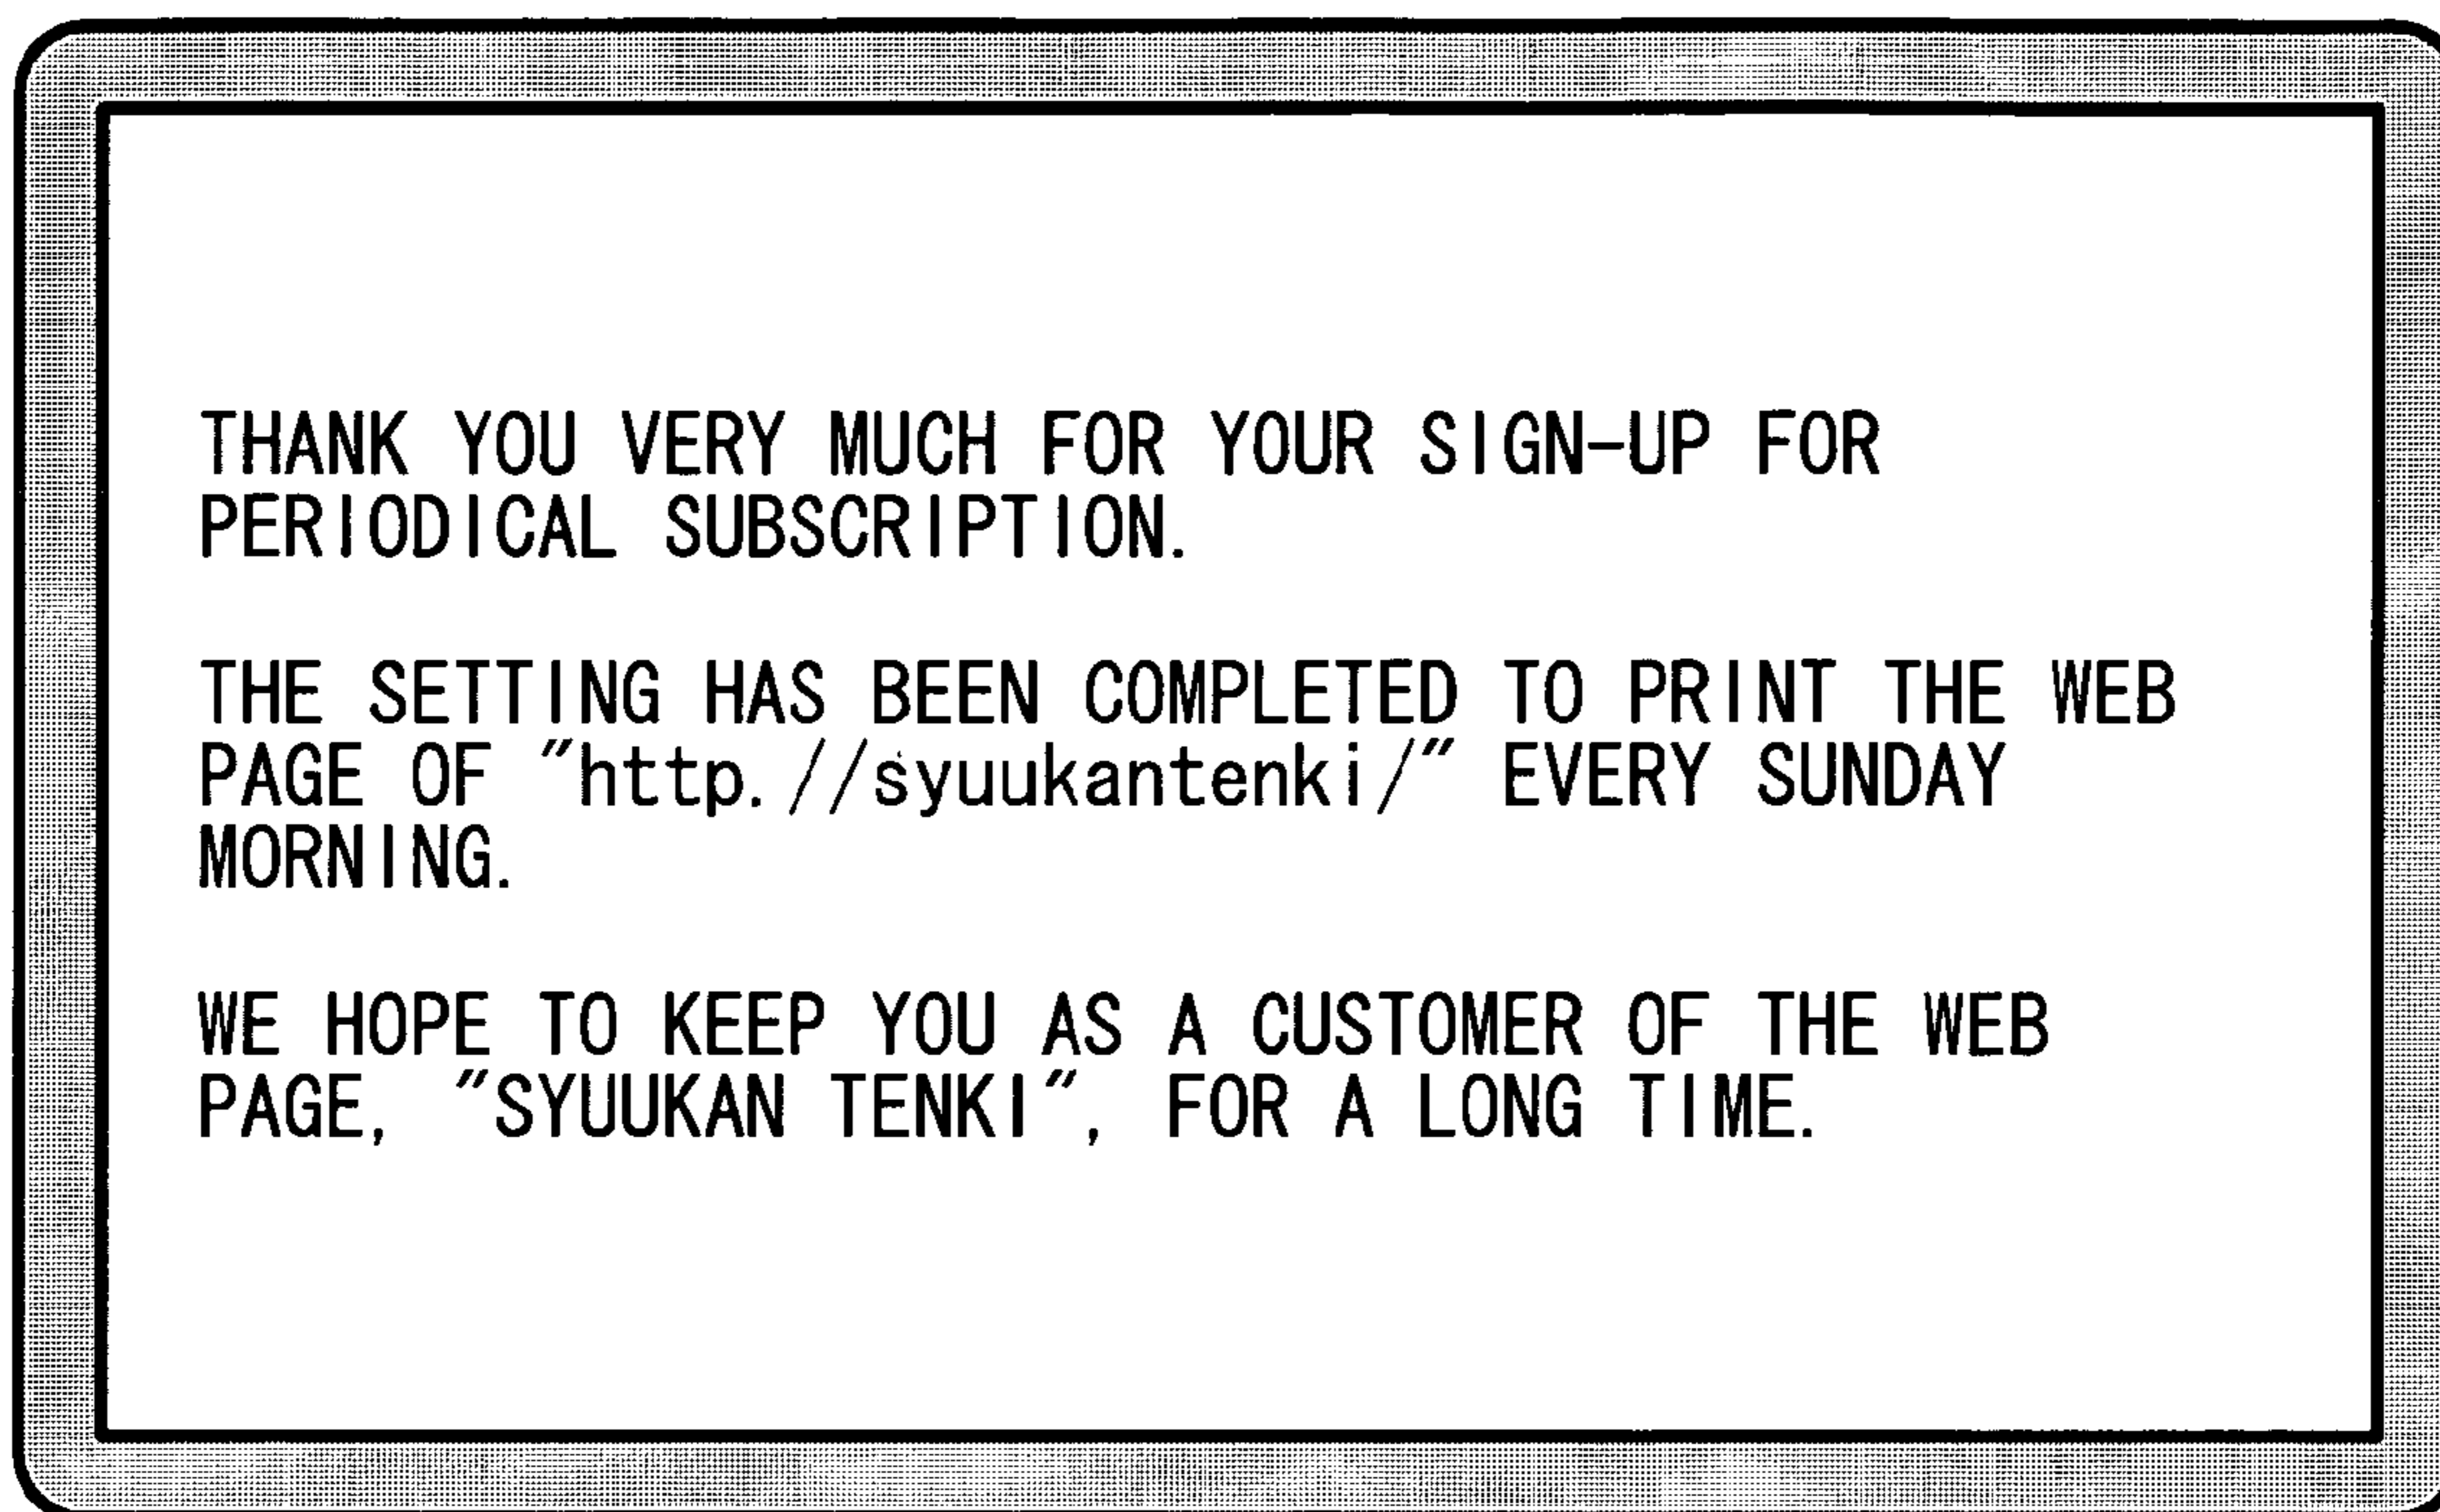 THANK YOU VERY MUCH FOR YOUR SIGN-UP FOR
PERIODICAL SUBSCRIPTION.
THE SETTING HAS BEEN COMPLETED TO PRINT THE WEB
PAGE OF "http.//syuukantenki/" EVERY SUNDAY
MORNING.
WE HOPE TO KEEP YOU AS A CUSTOMER OF THE WEB
PAGE, "SYUUKAN TENKI", FOR A LONG TIME.